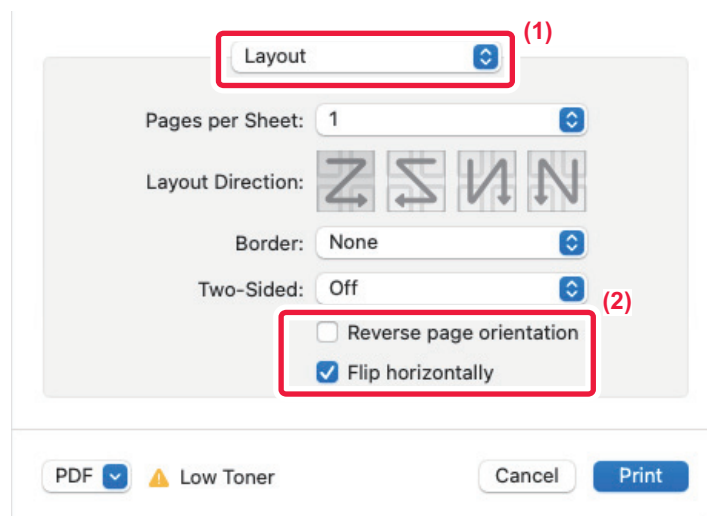 (1)
Layout
Pages per Sheet: 1
Layout Direction:
Border: None
Two-Sided: Off
(2)
Reverse page orientation
Flip horizontally
PDF Low Toner Cancel Print